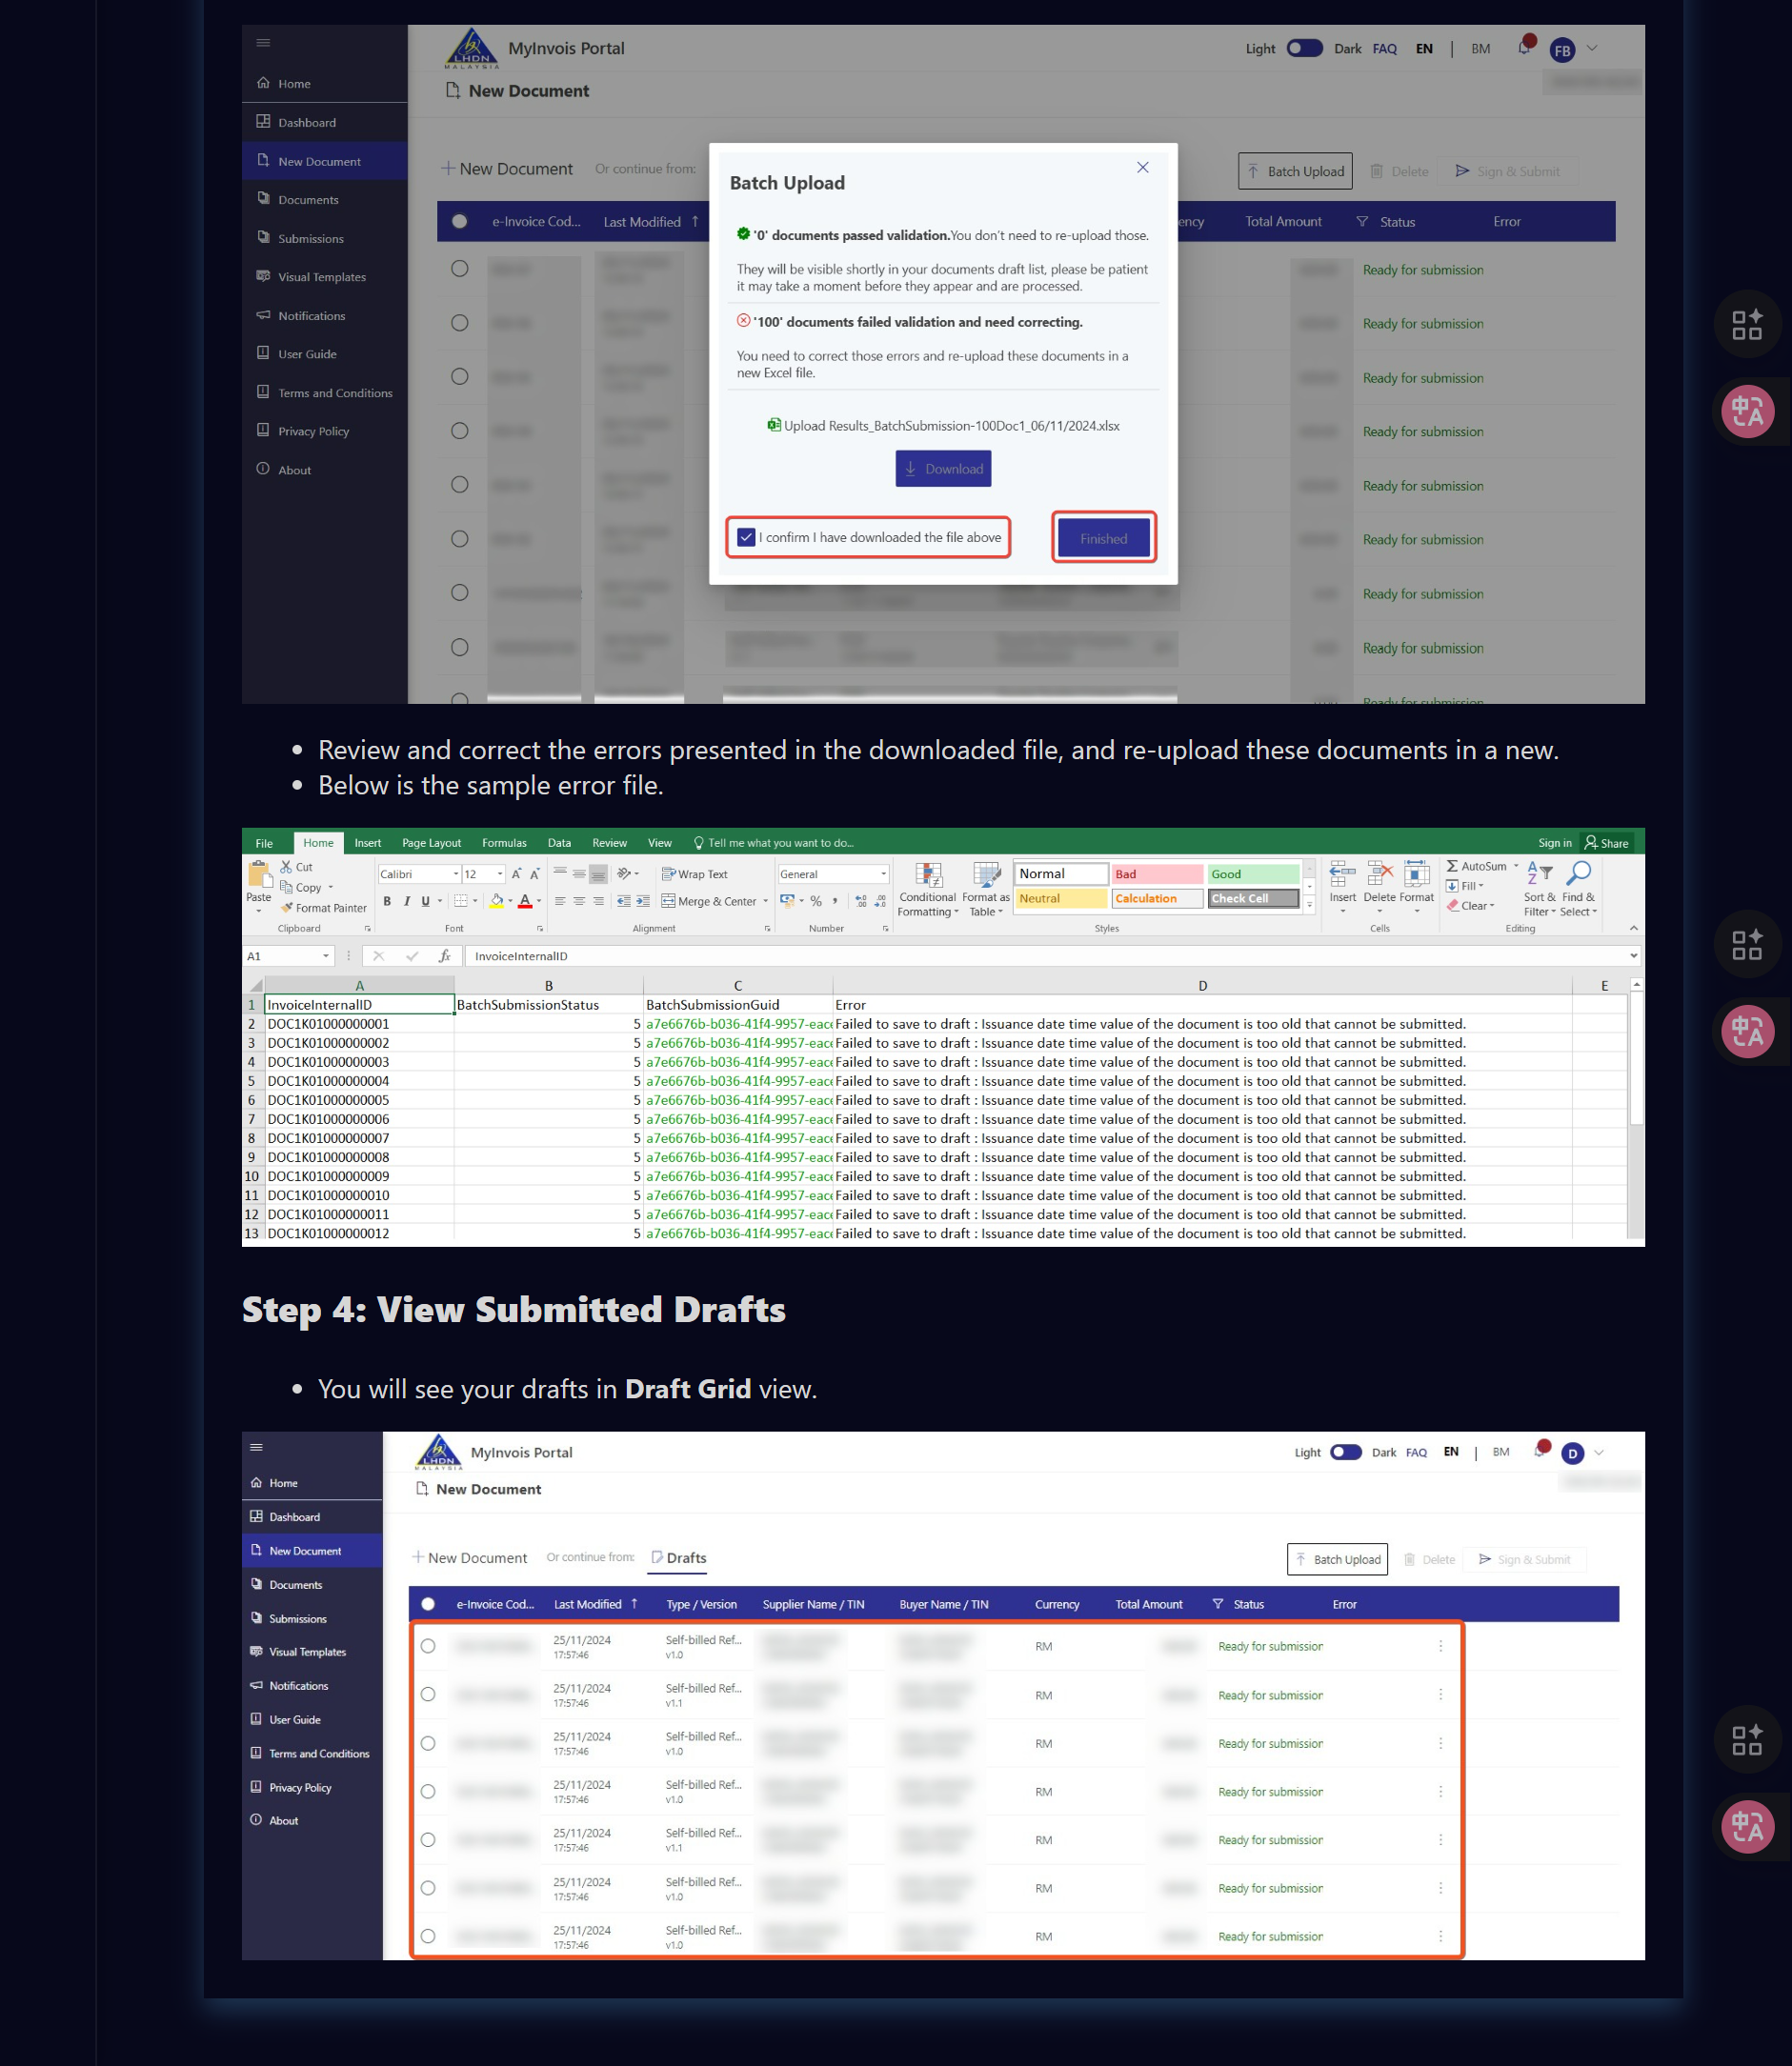 LHDN
MALAYSIA
MyInvois Portal
Light Dark FAQ EN | BM FB
Home
New Document
Dashboard
New Document
Documents
Submissions
Visual Templates
Notifications
User Guide
Terms and Conditions
Privacy Policy
About
New Document Or continue from: Batch Upload Delete Sign & Submit
e-Invoice Cod... Last Modified ↑ ency Total Amount Status Error
Ready for submission
Ready for submission
Ready for submission
Ready for submission
Ready for submission
Ready for submission
Ready for submission
Ready for submission
Ready for submission
Batch Upload
'0' documents passed validation.You don't need to re-upload those.
They will be visible shortly in your documents draft list, please be patient
it may take a moment before they appear and are processed.
'100' documents failed validation and need correcting.
You need to correct those errors and re-upload these documents in a
new Excel file.
Upload Results_BatchSubmission-100Doc1_06/11/2024.xlsx
Download
I confirm I have downloaded the file above
Finished
• Review and correct the errors presented in the downloaded file, and re-upload these documents in a new.
• Below is the sample error file.
File Home Insert Page Layout Formulas Data Review View Tell me what you want to do... Sign in Share
Paste Cut Copy Format Painter
Calibri 12 A A
B I U A
Wrap Text
Merge & Center
General
% ,
Conditional Formatting Format as Table
Normal Bad Good
Neutral Calculation Check Cell
Insert Delete Format
AutoSum Fill Clear
Sort & Filter Find & Select
Clipboard Font Alignment Number Styles Cells Editing
A1 fx InvoiceInternalID
A B C D E
1 InvoiceInternalID BatchSubmissionStatus BatchSubmissionGuid Error
2 DOC1K01000000001 5 a7e6676b-b036-41f4-9957-eace Failed to save to draft : Issuance date time value of the document is too old that cannot be submitted.
3 DOC1K01000000002 5 a7e6676b-b036-41f4-9957-eace Failed to save to draft : Issuance date time value of the document is too old that cannot be submitted.
4 DOC1K01000000003 5 a7e6676b-b036-41f4-9957-eace Failed to save to draft : Issuance date time value of the document is too old that cannot be submitted.
5 DOC1K01000000004 5 a7e6676b-b036-41f4-9957-eace Failed to save to draft : Issuance date time value of the document is too old that cannot be submitted.
6 DOC1K01000000005 5 a7e6676b-b036-41f4-9957-eace Failed to save to draft : Issuance date time value of the document is too old that cannot be submitted.
7 DOC1K01000000006 5 a7e6676b-b036-41f4-9957-eace Failed to save to draft : Issuance date time value of the document is too old that cannot be submitted.
8 DOC1K01000000007 5 a7e6676b-b036-41f4-9957-eace Failed to save to draft : Issuance date time value of the document is too old that cannot be submitted.
9 DOC1K01000000008 5 a7e6676b-b036-41f4-9957-eace Failed to save to draft : Issuance date time value of the document is too old that cannot be submitted.
10 DOC1K01000000009 5 a7e6676b-b036-41f4-9957-eace Failed to save to draft : Issuance date time value of the document is too old that cannot be submitted.
11 DOC1K01000000010 5 a7e6676b-b036-41f4-9957-eace Failed to save to draft : Issuance date time value of the document is too old that cannot be submitted.
12 DOC1K01000000011 5 a7e6676b-b036-41f4-9957-eace Failed to save to draft : Issuance date time value of the document is too old that cannot be submitted.
13 DOC1K01000000012 5 a7e6676b-b036-41f4-9957-eace Failed to save to draft : Issuance date time value of the document is too old that cannot be submitted.
Step 4: View Submitted Drafts
• You will see your drafts in Draft Grid view.
LHDN
MALAYSIA
MyInvois Portal
Light Dark FAQ EN | BM D
Home
New Document
Dashboard
New Document
Documents
Submissions
Visual Templates
Notifications
User Guide
Terms and Conditions
Privacy Policy
About
New Document Or continue from: Drafts Batch Upload Delete Sign & Submit
e-Invoice Cod... Last Modified ↑ Type / Version Supplier Name / TIN Buyer Name / TIN Currency Total Amount Status Error
25/11/2024 Self-billed Ref... RM Ready for submission
17:57:46 v1.0
25/11/2024 Self-billed Ref... RM Ready for submission
17:57:46 v1.1
25/11/2024 Self-billed Ref... RM Ready for submission
17:57:46 v1.0
25/11/2024 Self-billed Ref... RM Ready for submission
17:57:46 v1.0
25/11/2024 Self-billed Ref... RM Ready for submission
17:57:46 v1.1
25/11/2024 Self-billed Ref... RM Ready for submission
17:57:46 v1.0
25/11/2024 Self-billed Ref... RM Ready for submission
17:57:46 v1.0
中A
中A
中A